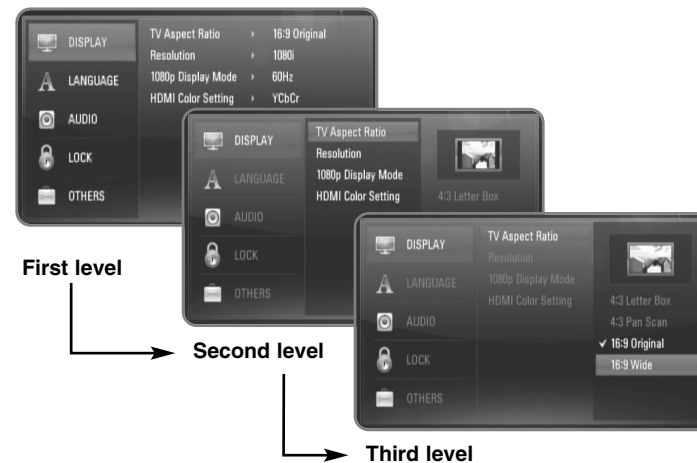 DISPLAY
LANGUAGE
AUDIO
LOCK
OTHERS
TV Aspect Ratio 16:9 Original
Resolution 1080i
1080p Display Mode 60Hz
HDMI Color Setting YCbCr
First level
DISPLAY
LANGUAGE
AUDIO
LOCK
OTHERS
TV Aspect Ratio
Resolution
1080p Display Mode
HDMI Color Setting
4:3 Letter Box
Second level
DISPLAY
LANGUAGE
AUDIO
LOCK
OTHERS
TV Aspect Ratio
Resolution
1080p Display Mode
HDMI Color Setting
4:3 Letter Box
4:3 Pan Scan
✓ 16:9 Original
16:9 Wide
Third level